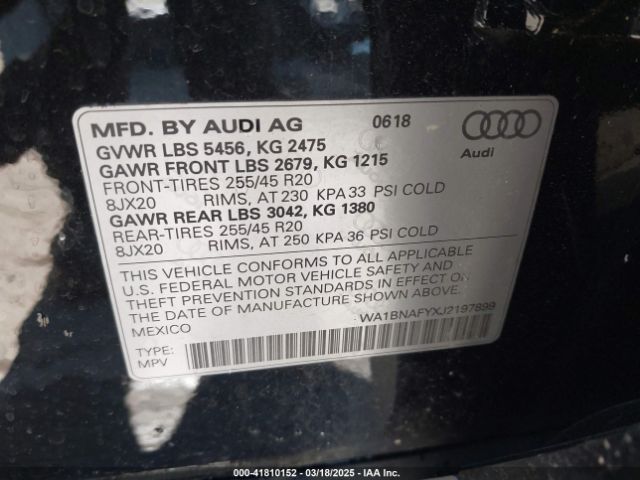 MFD. BY AUDI AG 0618
GVWR LBS 5456, KG 2475
GAWR FRONT LBS 2679, KG 1215
FRONT-TIRES 255/45 R20
8JX20 RIMS, AT 230 KPA 33 PSI COLD
GAWR REAR LBS 3042, KG 1380
REAR-TIRES 255/45 R20
8JX20 RIMS, AT 250 KPA 36 PSI COLD
Audi
THIS VEHICLE CONFORMS TO ALL APPLICABLE
U.S. FEDERAL MOTOR VEHICLE SAFETY AND
THEFT PREVENTION STANDARDS IN EFFECT ON
THE DATE OF MANUFACTURE SHOWN ABOVE.
MEXICO
WA1BNAFYXJ2197899
TYPE:
MPV
000-41810152 — 03/18/2025 — IAA Inc.